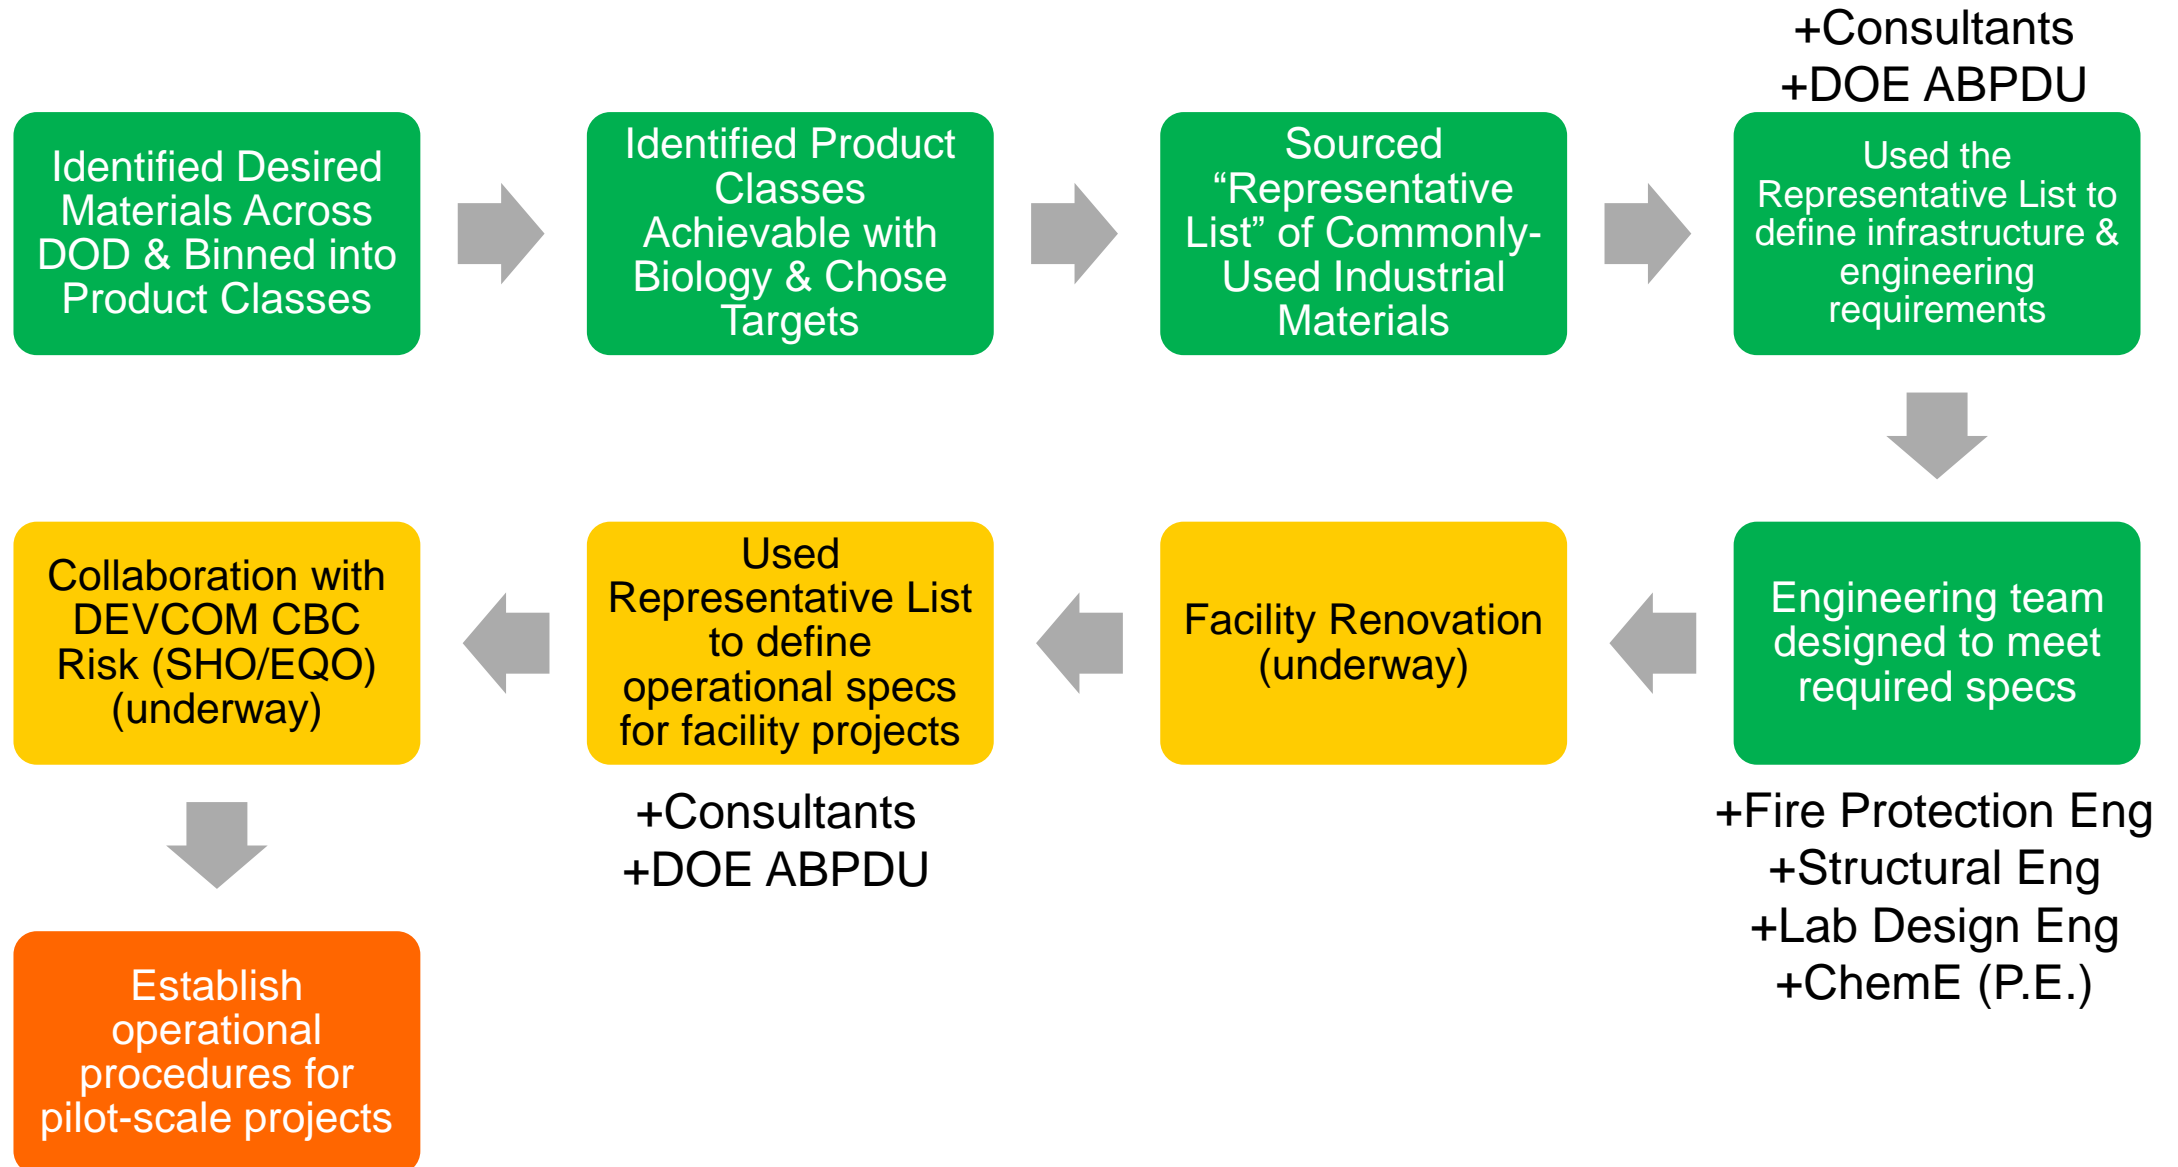 +Consultants
+DOE ABPDU
Identified Desired
Materials Across
DOD & Binned into
Product Classes
Identified Product
Classes
Achievable with
Biology & Chose
Targets
Sourced
“Representative
List” of Commonly-
Used Industrial
Materials
Used the
Representative List to
define infrastructure &
engineering
requirements
Engineering team
designed to meet
required specs
+Fire Protection Eng
+Structural Eng
+Lab Design Eng
+ChemE (P.E.)
Facility Renovation
(underway)
Used
Representative List
to define
operational specs
for facility projects
+Consultants
+DOE ABPDU
Collaboration with
DEVCOM CBC
Risk (SHO/EQO)
(underway)
Establish
operational
procedures for
pilot-scale projects